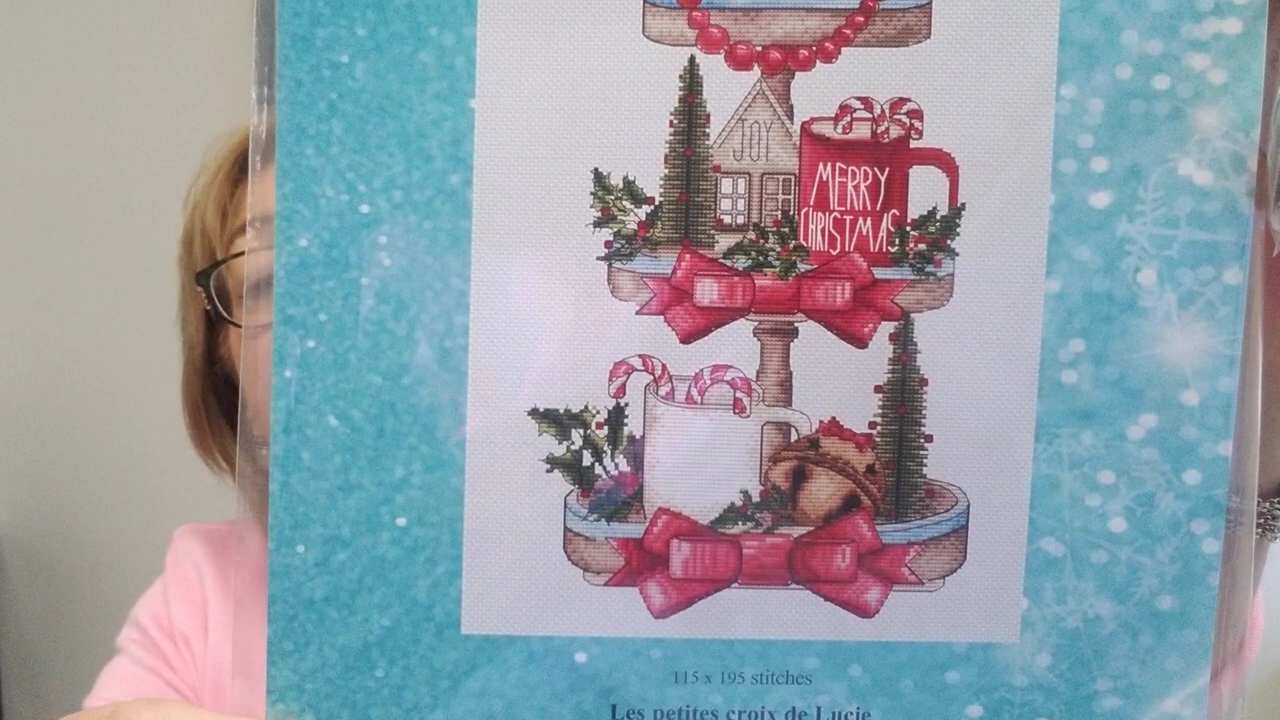 JOY
MERRY
CHRISTMAS
115 x 195 stitches
Les petites croix de Lucie